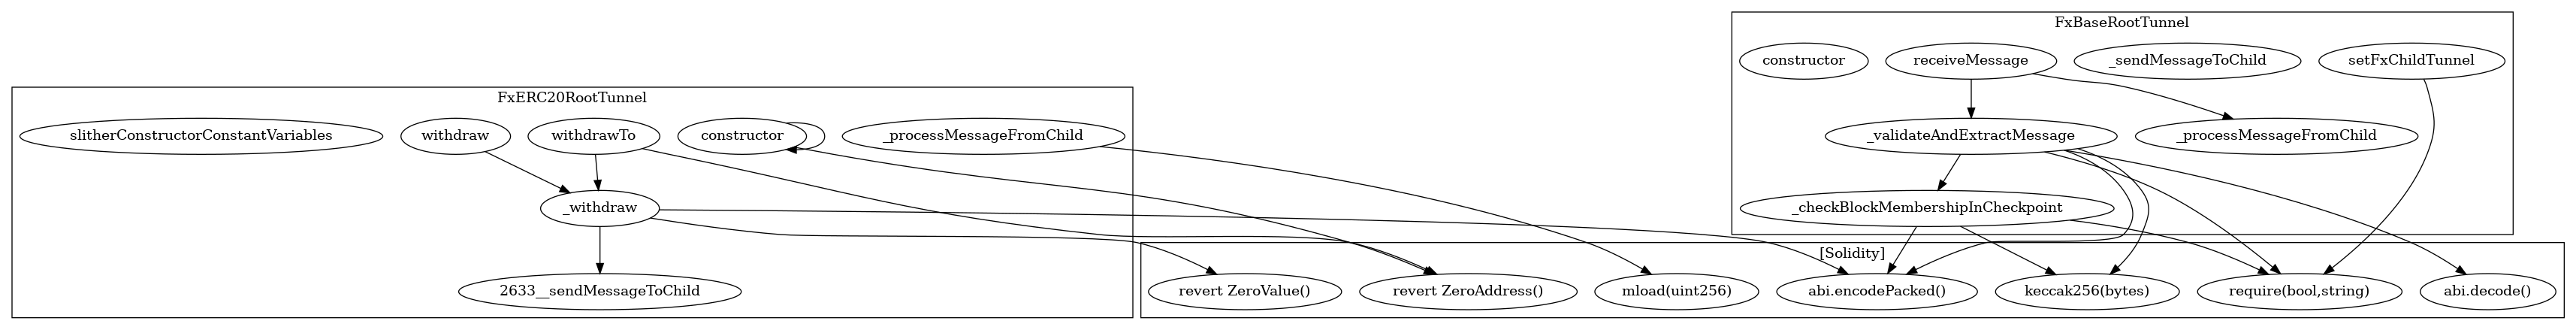 FxBaseRootTunnel
constructor
receiveMessage
_sendMessageToChild
setFxChildTunnel
_validateAndExtractMessage
_processMessageFromChild
_checkBlockMembershipInCheckpoint
FxERC20RootTunnel
slitherConstructorConstantVariables
withdraw
withdrawTo
constructor
_processMessageFromChild
_withdraw
2633__sendMessageToChild
[Solidity]
revert ZeroValue()
revert ZeroAddress()
mload(uint256)
abi.encodePacked()
keccak256(bytes)
require(bool,string)
abi.decode()